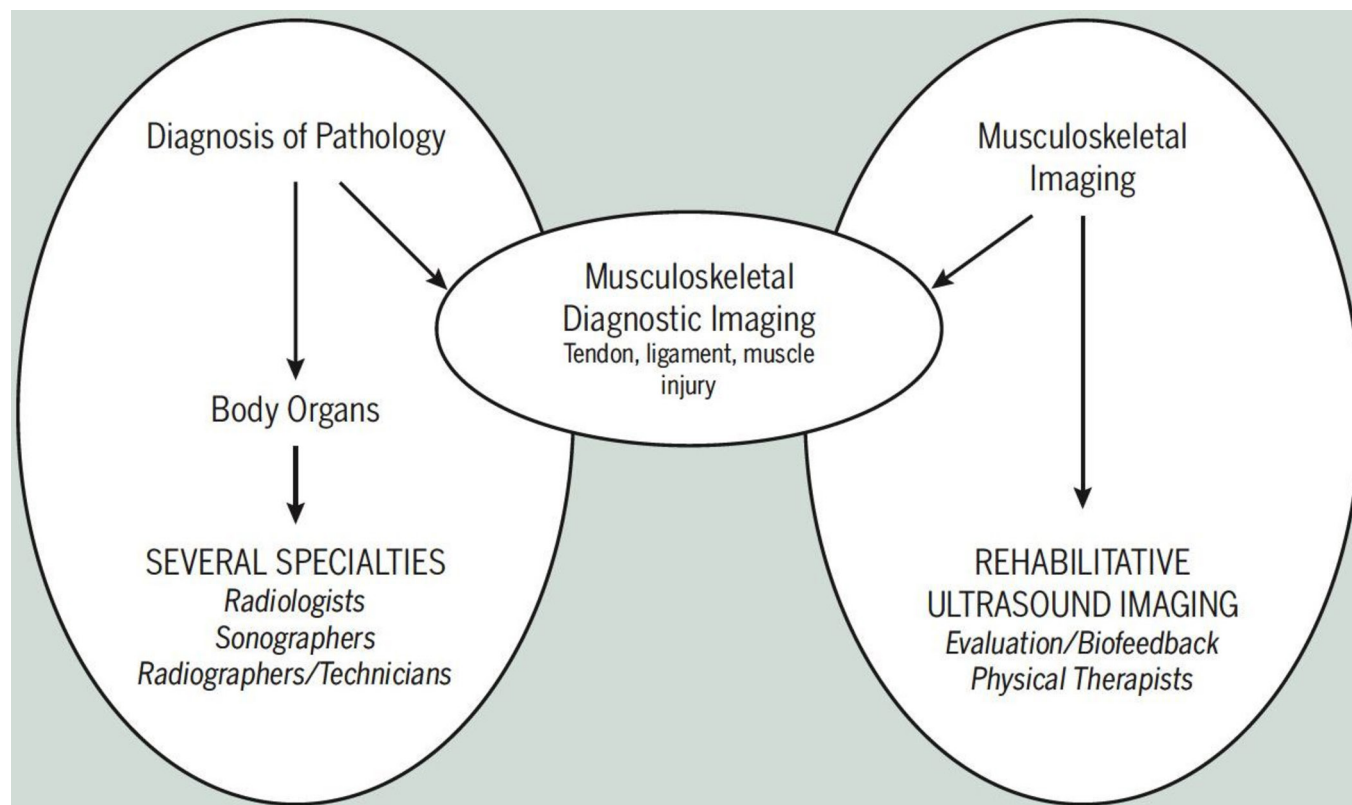 Diagnosis of Pathology
Body Organs
SEVERAL SPECIALTIES
Radiologists
Sonographers
Radiographers/Technicians
Musculoskeletal
Diagnostic Imaging
Tendon, ligament, muscle
injury
Musculoskeletal
Imaging
REHABILITATIVE
ULTRASOUND IMAGING
Evaluation/Biofeedback
Physical Therapists